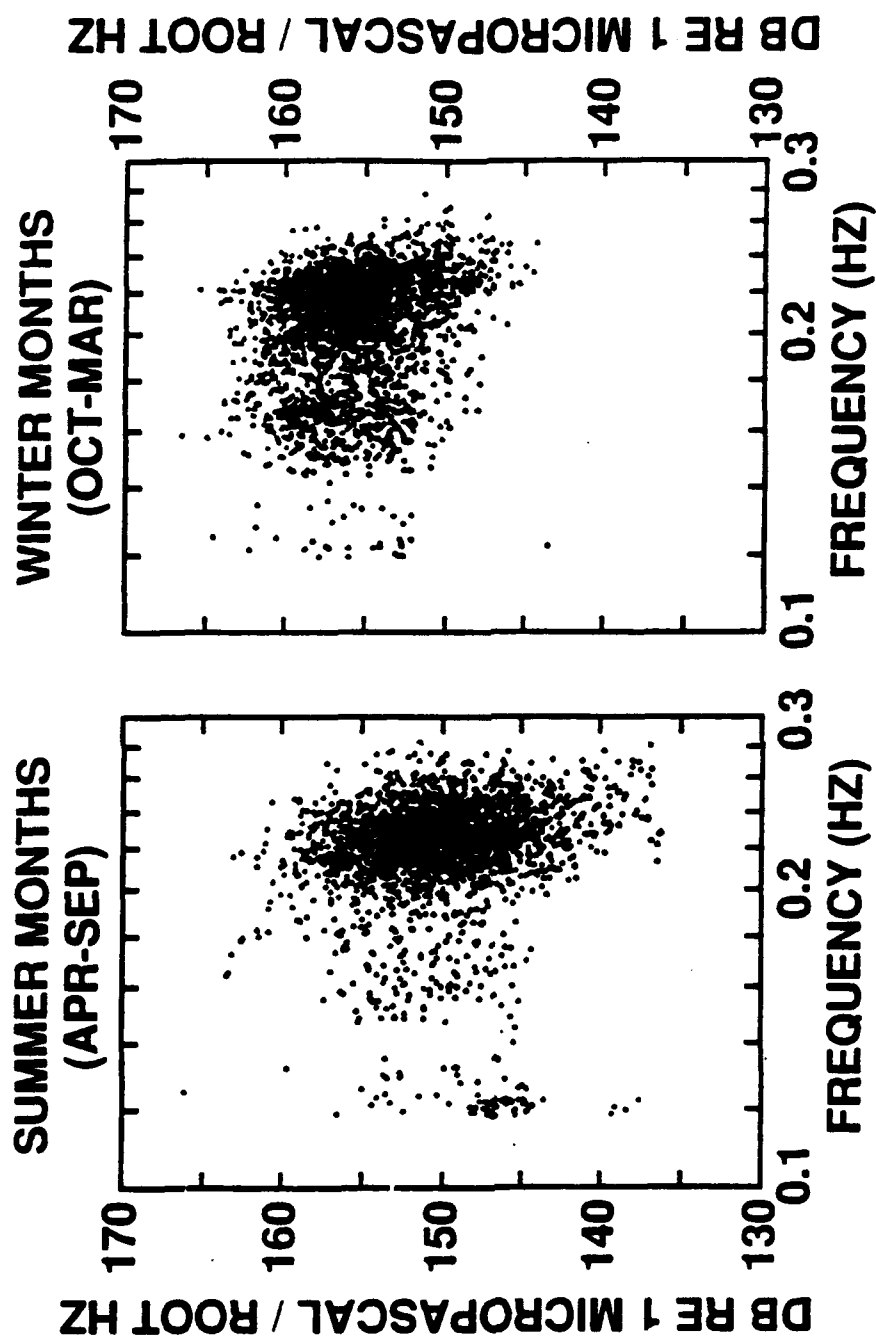 SUMMER MONTHS
(APR-SEP)
DB RE 1 MICROPASCAL / ROOT HZ
170
160
150
140
130
0.1
0.2
0.3
FREQUENCY (HZ)
WINTER MONTHS
(OCT-MAR)
170
160
150
140
130
DB RE 1 MICROPASCAL / ROOT HZ
0.1
0.2
0.3
FREQUENCY (HZ)